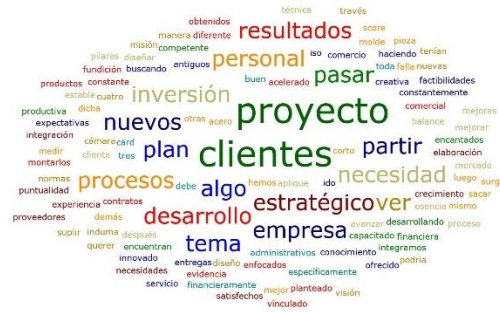 técnica través
obtenidos score
misión manera diferente resultados molde pieza
competente iso comercio haciendo tenían
pilares diseñar personal toda falla nuevas
fundición buscando antiguos buen acelerado pasar creativa factibilidades
productos constante constantemente
estable cuatro inversión proyecto comercial mejoras
productiva dicha otras acero balance mejorar
expectativas nuevos encantados
integración cámara card plan clientes corto partir elaboración
medir cliente tres mercado
montarlos luego surg
normas procesos debe algo hemos aplique ido necesidad crecimiento sacar
puntualidad experiencia contratos estratégico ver esencia mismo
proveedores demás desarrollo avanzar desarrollando proceso
suplir induma después empresa capacitado financiera
querer encuentran tema administrativos conocimiento integramos
innovado entregas diseño enfocados ofrecido podria
necesidades evidencia específicamente
servicio financieramente mejor planteado visión
satisfechos vinculado